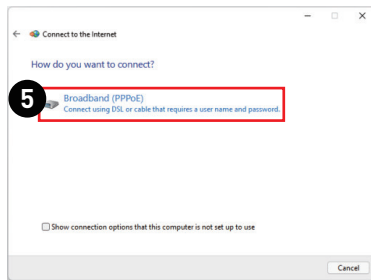 Connect to the Internet
How do you want to connect?
5
Broadband (PPPoE)
Connect using DSL or cable that requires a user name and password.
Show connection options that this computer is not set up to use
Cancel